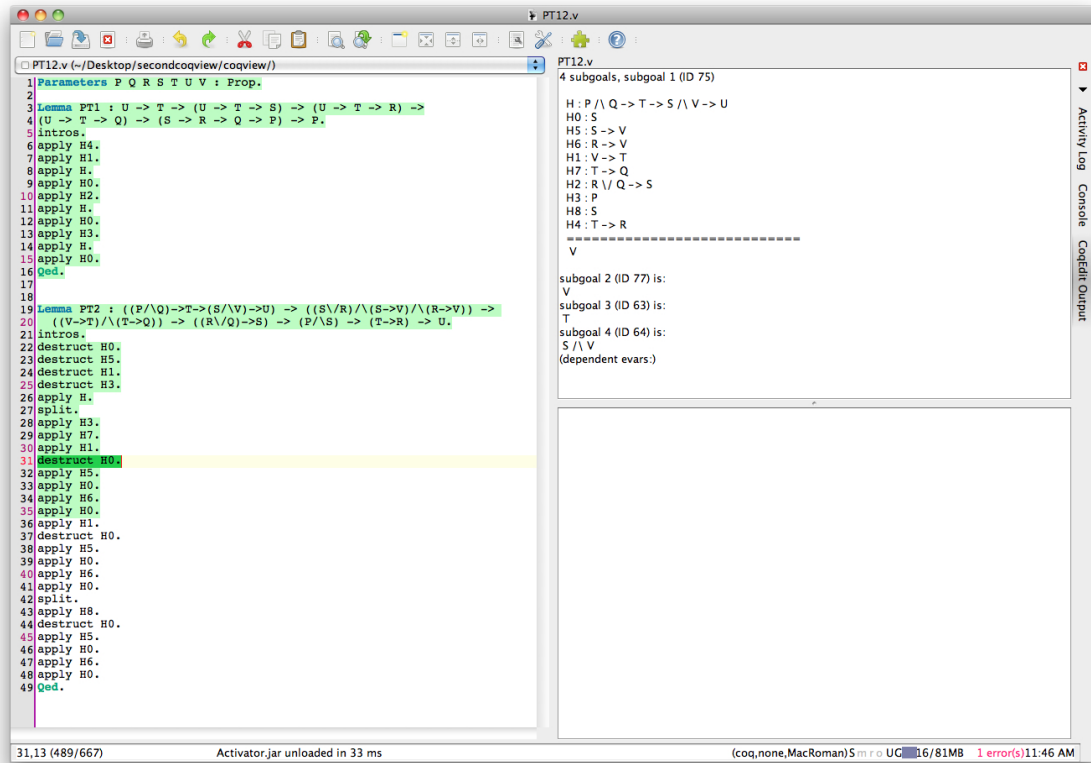 PT12.v
PT12.v (~/Desktop/secondcoqview/coqview/)
1 Parameters P Q R S T U V : Prop.
2
3 Lemma PT1 : U -> T -> (U -> T -> S) -> (U -> T -> R) ->
4 (U -> T -> Q) -> (S -> R -> Q -> P) -> P.
5 intros.
6 apply H4.
7 apply H1.
8 apply H.
9 apply H0.
10 apply H2.
11 apply H.
12 apply H0.
13 apply H3.
14 apply H.
15 apply H0.
16 Qed.
17
18
19 Lemma PT2 : ((P/\Q)->T->(S/\V)->U) -> ((S\/R)/\(S->V)/\(R->V)) ->
20 ((V->T)/\(T->Q)) -> ((R\/Q)->S) -> (P/\S) -> (T->R) -> U.
21 intros.
22 destruct H0.
23 destruct H5.
24 destruct H1.
25 destruct H3.
26 apply H.
27 split.
28 apply H3.
29 apply H7.
30 apply H1.
31 destruct H0.
32 apply H5.
33 apply H0.
34 apply H6.
35 apply H0.
36 apply H1.
37 destruct H0.
38 apply H5.
39 apply H0.
40 apply H6.
41 apply H0.
42 split.
43 apply H8.
44 destruct H0.
45 apply H5.
46 apply H0.
47 apply H6.
48 apply H0.
49 Qed.
PT12.v
4 subgoals, subgoal 1 (ID 75)
H : P /\ Q -> T -> S /\ V -> U
H0 : S
H5 : S -> V
H6 : R -> V
H1 : V -> T
H7 : T -> Q
H2 : R \/ Q -> S
H3 : P
H8 : S
H4 : T -> R
============================
V
subgoal 2 (ID 77) is:
V
subgoal 3 (ID 63) is:
T
subgoal 4 (ID 64) is:
S /\ V
(dependent evars:)
Activity Log
Console
CoqEdit Output
31,13 (489/667) Activator.jar unloaded in 33 ms (coq,none,MacRoman)S m r o UG 16/81MB 1 error(s)11:46 AM